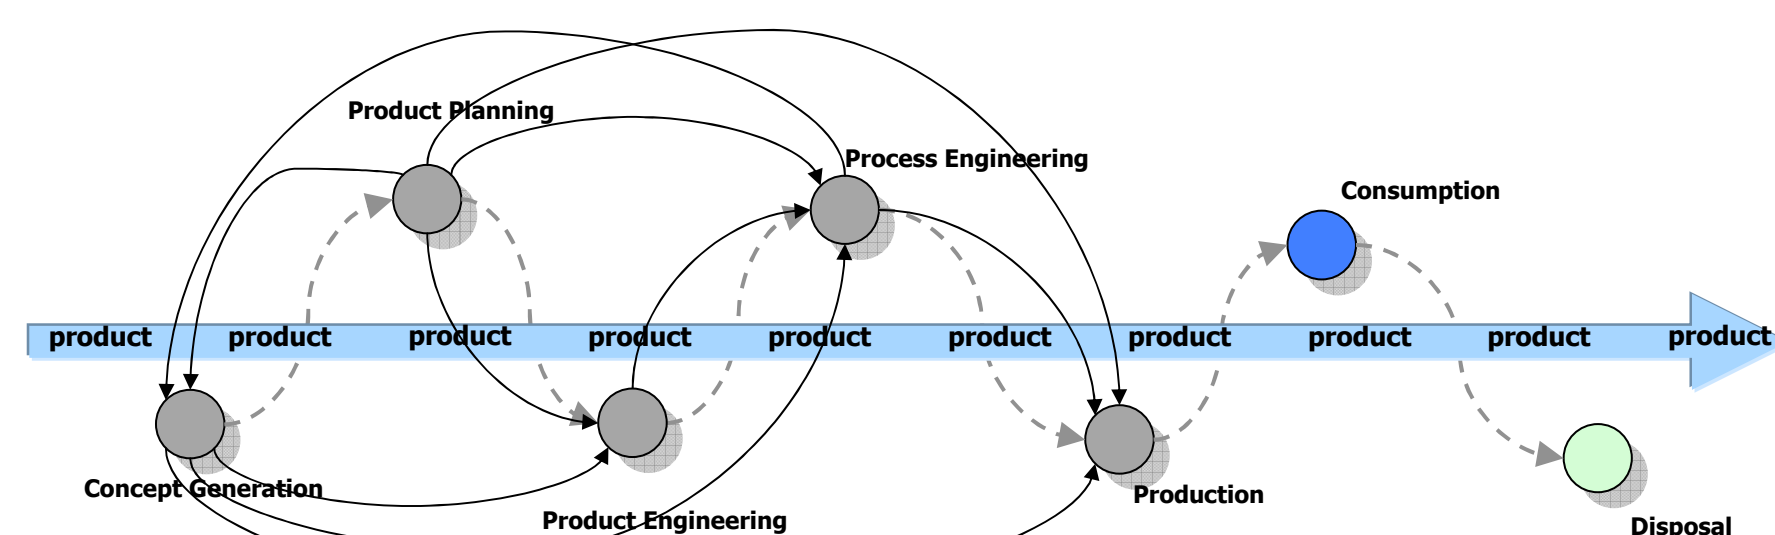 Product Planning
Process Engineering
Consumption
product product product product product product product product product product
Concept Generation
Production
Product Engineering
Disposal